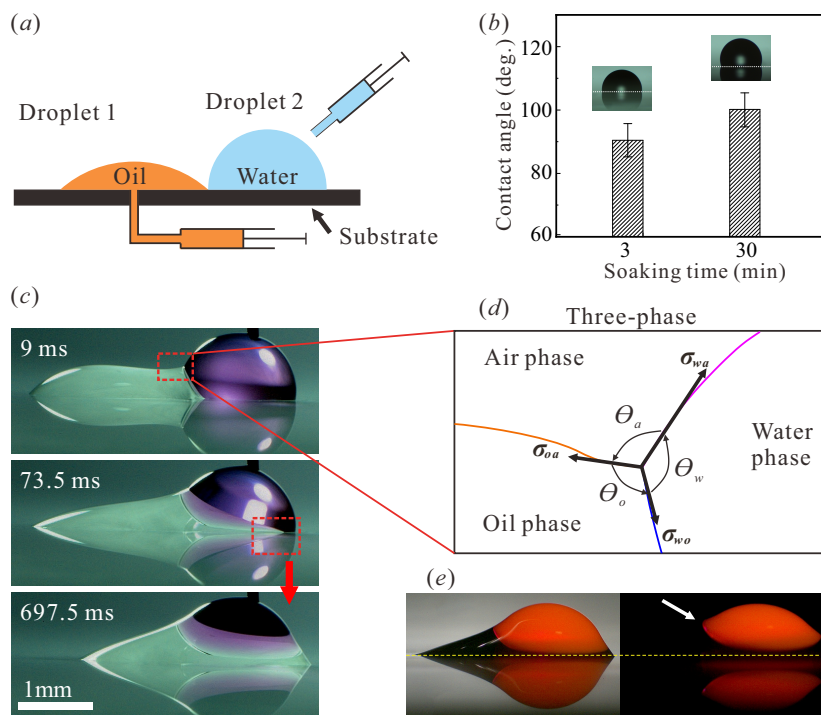 (a)
Droplet 1
Droplet 2
Oil
Water
Substrate
(b)
Contact angle (deg.)
120
100
80
60
3
30
Soaking time (min)
(c)
9 ms
73.5 ms
697.5 ms
1mm
(d)
Three-phase
Air phase
σwa
Θa
Water
phase
σoa
Θw
Θo
Oil phase
σwo
(e)